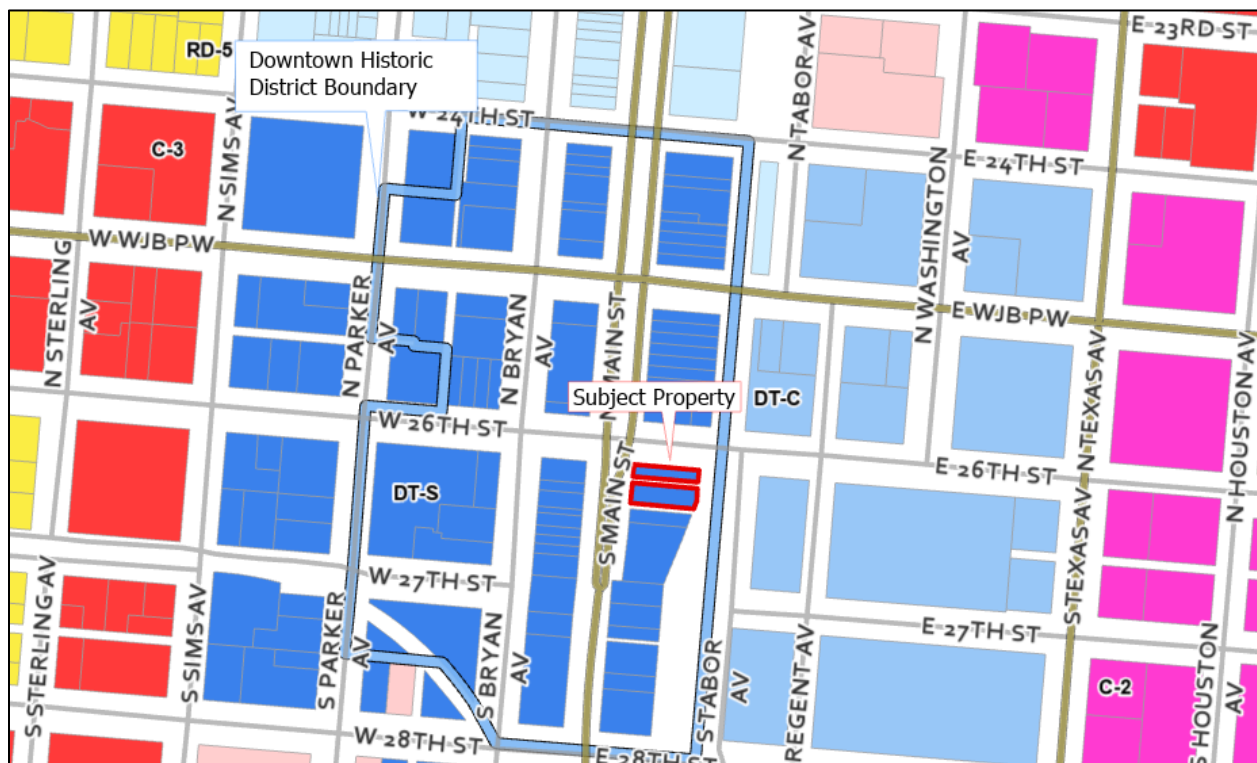 E 23RD ST
RD-5
Downtown Historic
District Boundary
N TABOR AV
W 24TH ST
C-3
N SIMS AV
E 24TH ST
N WASHINGTON
AV
W WJB PW
N STERLING
AV
N PARKER
AV
N BRYAN
AV
N MAIN ST
E WJB PW
N TEXAS AV
N HOUSTON AV
Subject Property
DT-C
W 26TH ST
E 26TH ST
DT-S
S MAIN ST
S TEXAS AV
W 27TH ST
E 27TH ST
S STERLING AV
S SIMS AV
S PARKER
AV
S BRYAN
AV
S TABOR
AV
REGENT AV
C-2
S HOUSTON
AV
W 28TH ST
E 28TH ST